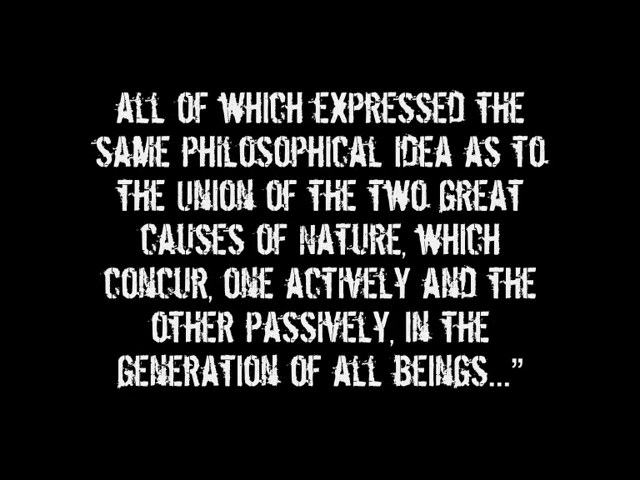 ALL OF WHICH EXPRESSED THE
SAME PHILOSOPHICAL IDEA AS TO
THE UNION OF THE TWO GREAT
CAUSES OF NATURE, WHICH
CONCUR, ONE ACTIVELY AND THE
OTHER PASSIVELY, IN THE
GENERATION OF ALL BEINGS...”